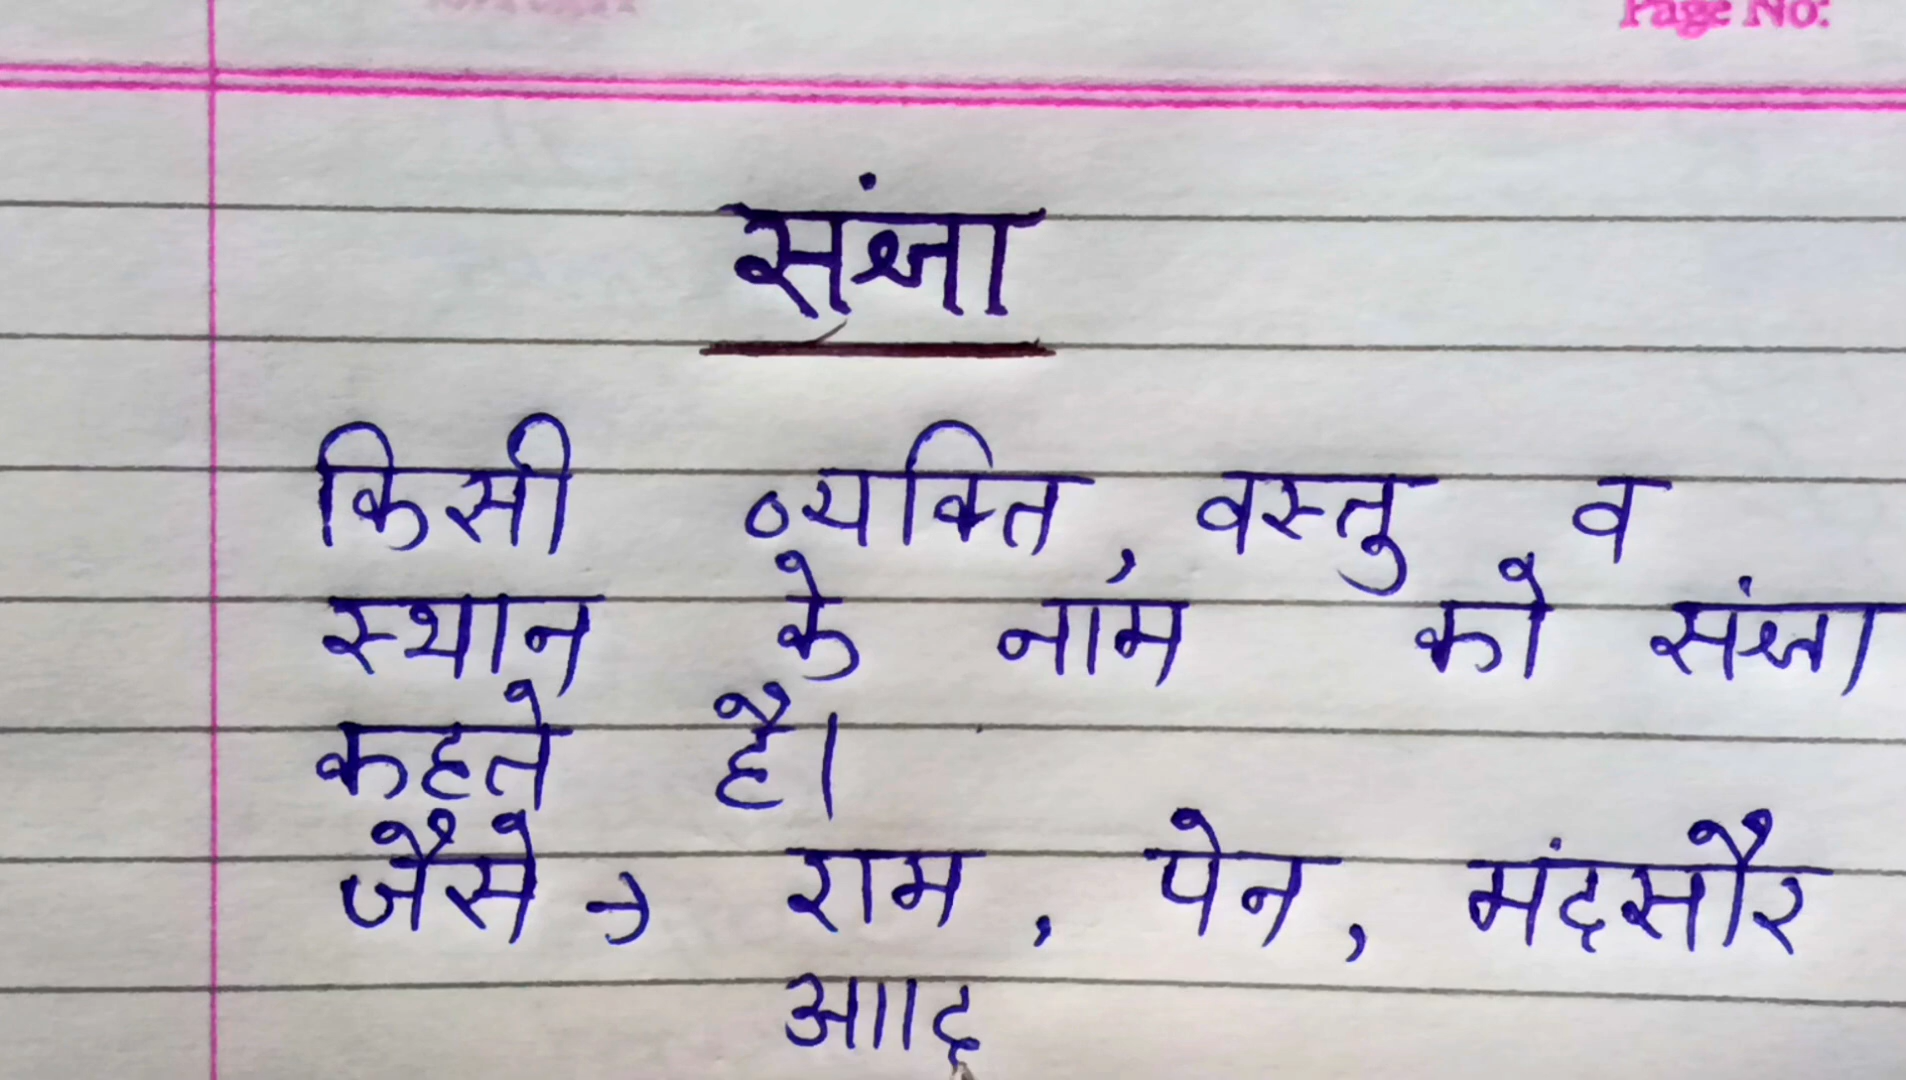 Page No:
संज्ञा
किसी व्यक्ति, वस्तु व
स्थान के नाम को संज्ञा
कहते है।
जैसे → राम, पेन, मंदसौर
आदि